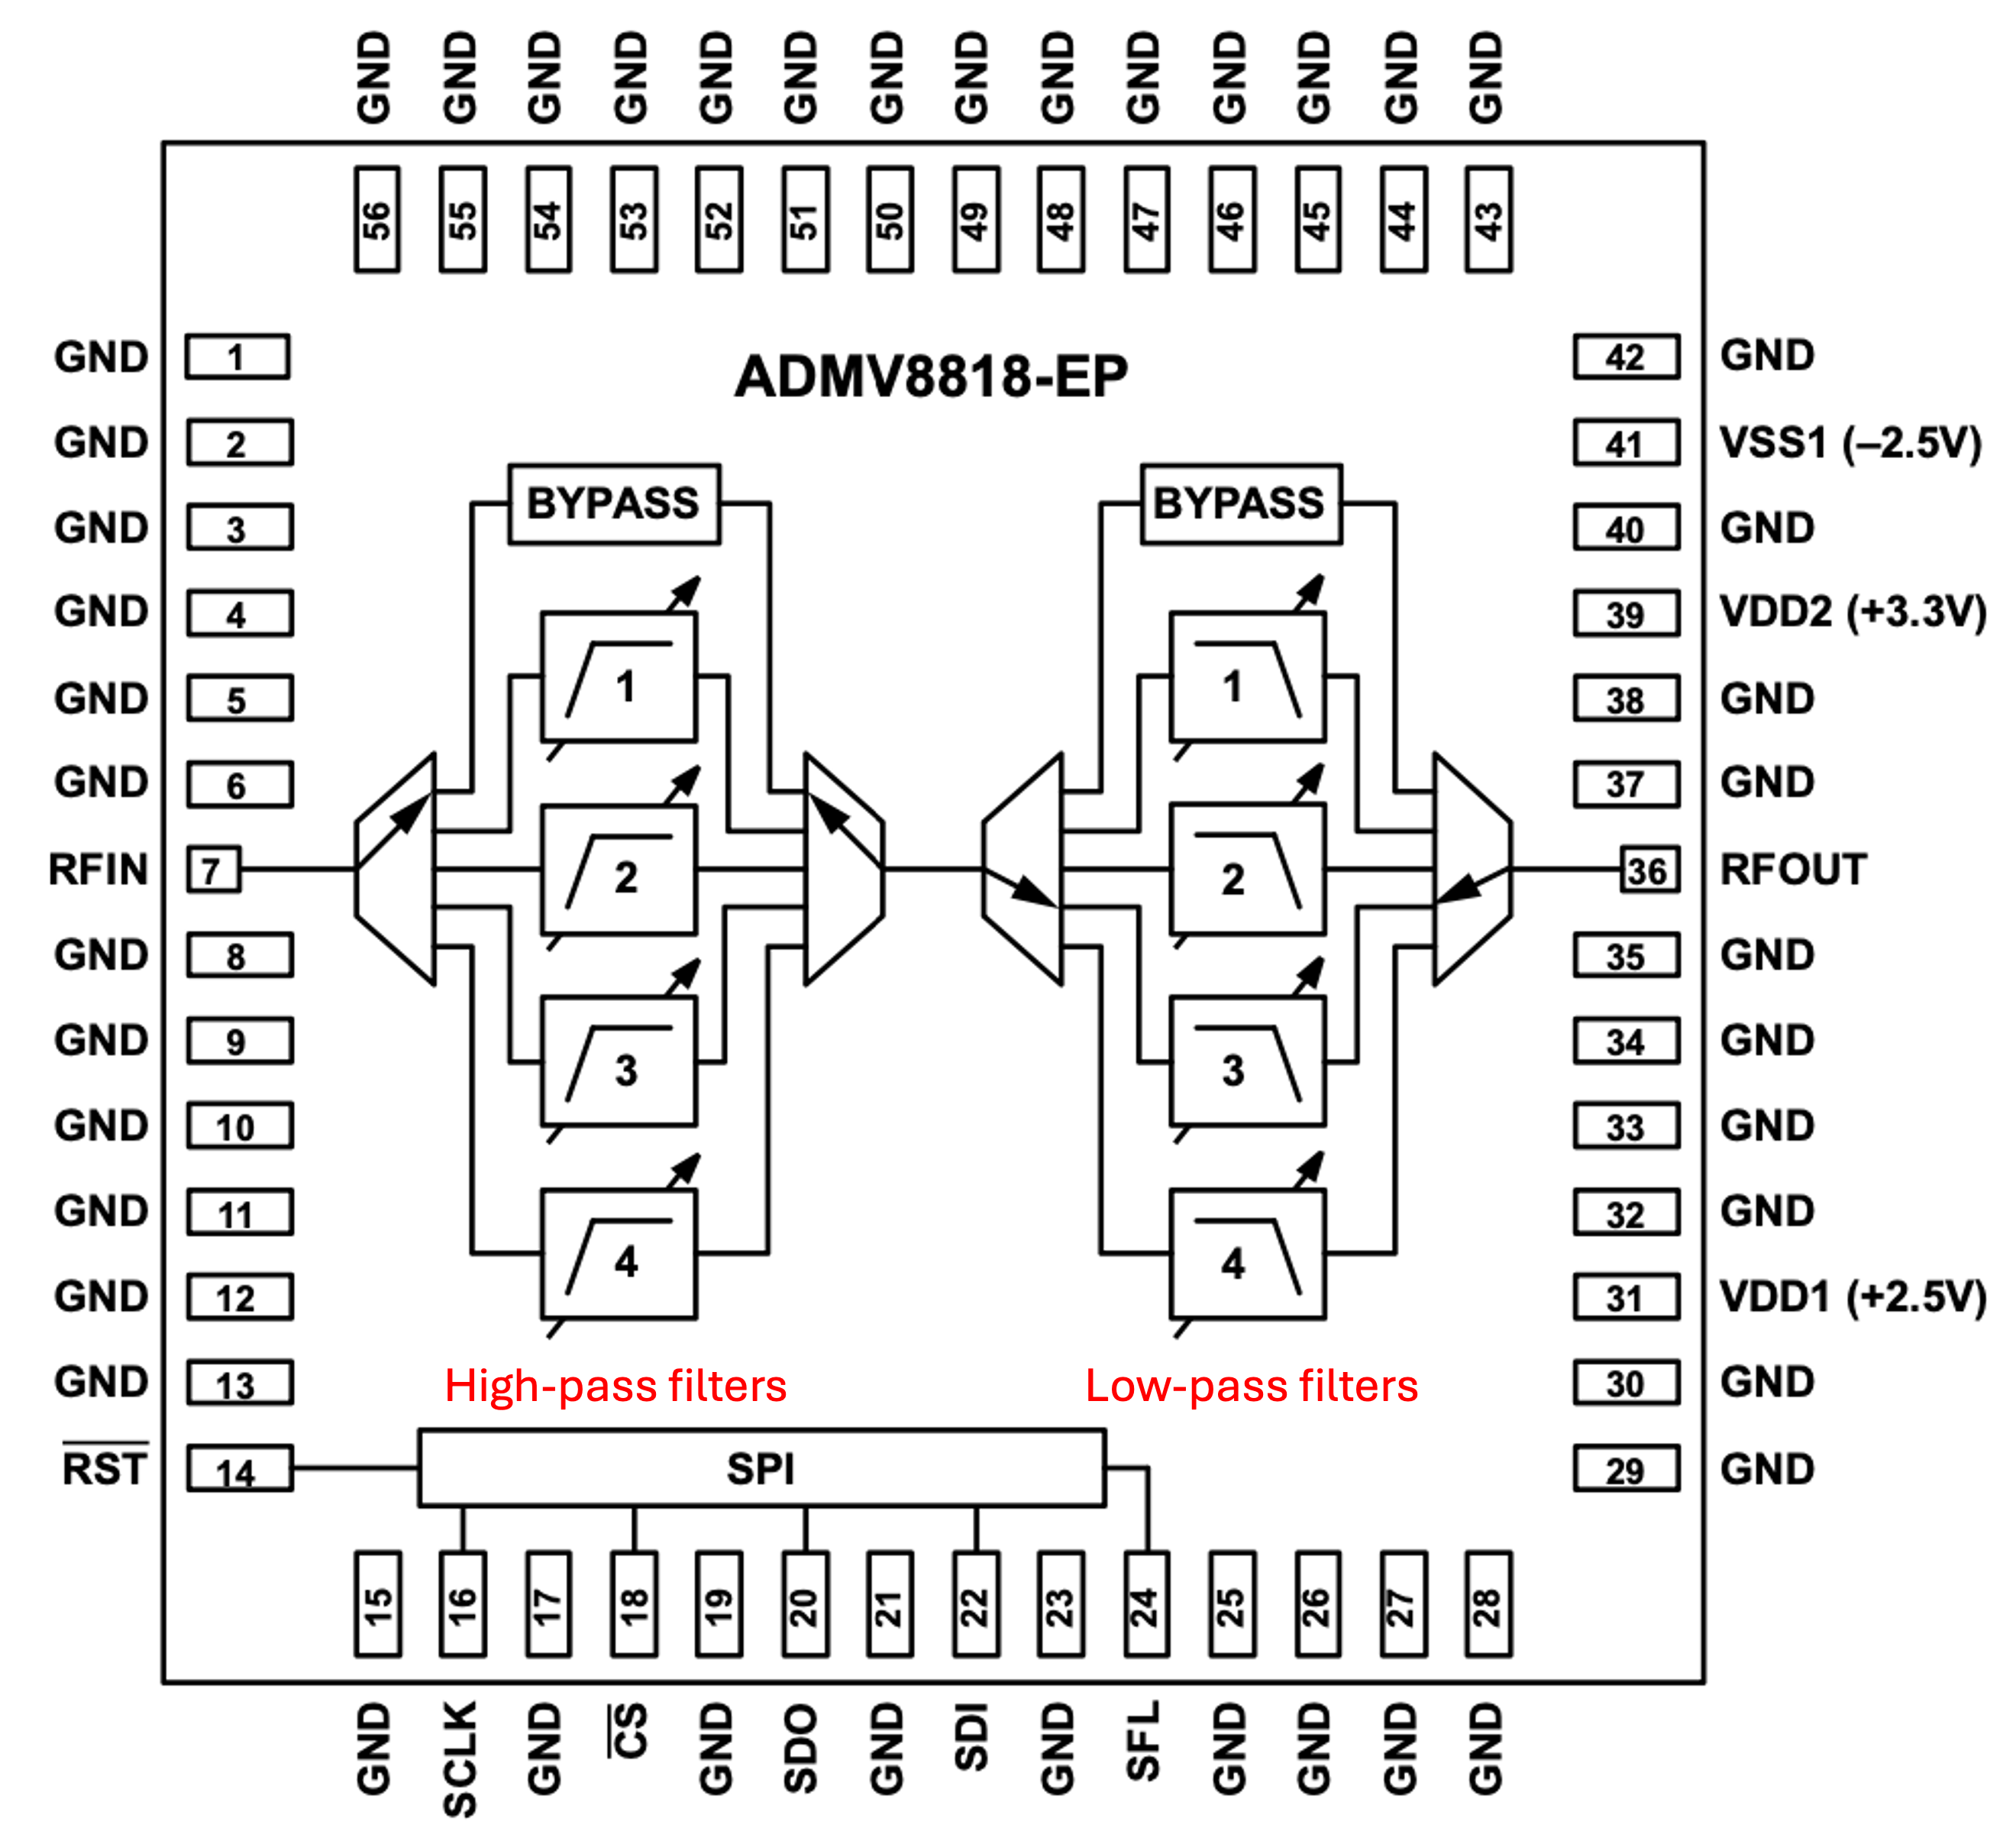 GND GND GND GND GND GND GND GND GND GND GND GND GND GND
56 55 54 53 52 51 50 49 48 47 46 45 44 43
GND 1 ADMV8818-EP 42 GND
GND 2 41 VSS1 (–2.5V)
BYPASS BYPASS
GND 3 40 GND
GND 4 39 VDD2 (+3.3V)
1 1
GND 5 38 GND
GND 6 37 GND
RFIN 7 2 2 36 RFOUT
GND 8 35 GND
GND 9 34 GND
3 3
GND 10 33 GND
GND 11 32 GND
4 4
GND 12 31 VDD1 (+2.5V)
GND 13 High-pass filters Low-pass filters 30 GND
RST 14 SPI 29 GND
15 16 17 18 19 20 21 22 23 24 25 26 27 28
GND SCLK GND CS GND SDO GND SDI GND SFL GND GND GND GND